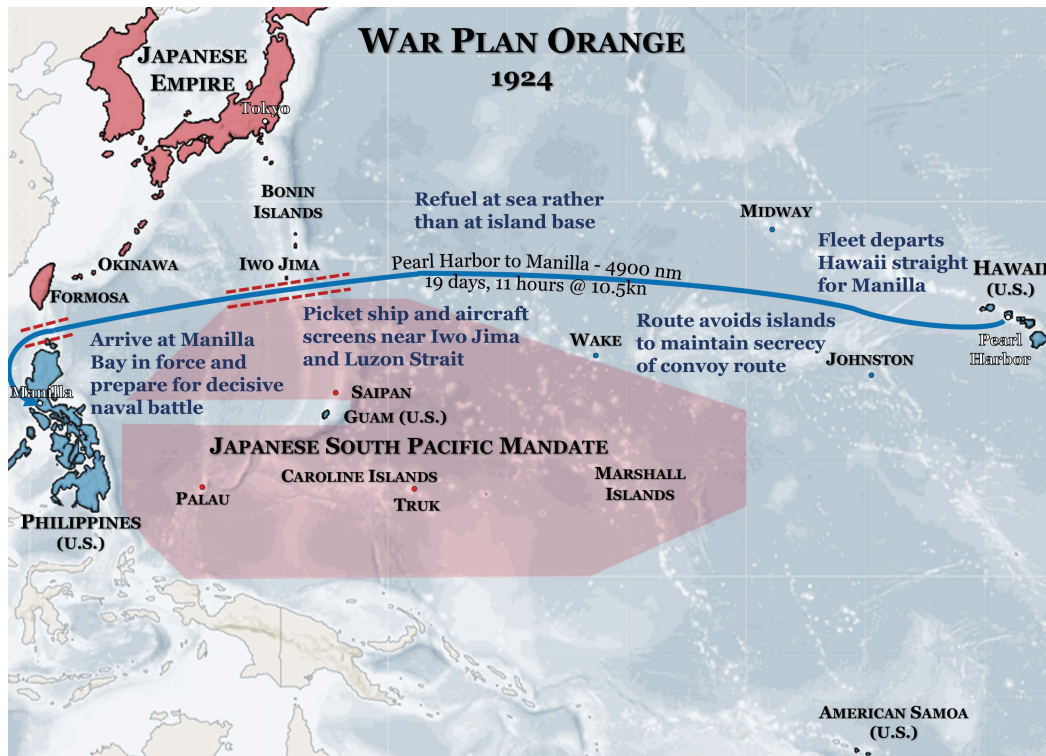 WAR PLAN ORANGE
1924
JAPANESE
EMPIRE
Tokyo
BONIN
ISLANDS
Refuel at sea rather
than at island base
MIDWAY
Fleet departs
Hawaii straight
for Manilla
HAWAII
(U.S.)
Pearl
Harbor
OKINAWA
IWO JIMA
Pearl Harbor to Manilla - 4900 nm
19 days, 11 hours @ 10.5kn
FORMOSA
Picket ship and aircraft
screens near Iwo Jima
and Luzon Strait
Route avoids islands
to maintain secrecy
of convoy route
WAKE
JOHNSTON
Arrive at Manilla
Bay in force and
prepare for decisive
naval battle
Manilla
SAIPAN
GUAM (U.S.)
JAPANESE SOUTH PACIFIC MANDATE
CAROLINE ISLANDS
MARSHALL
ISLANDS
PALAU
TRUK
PHILIPPINES
(U.S.)
AMERICAN SAMOA
(U.S.)